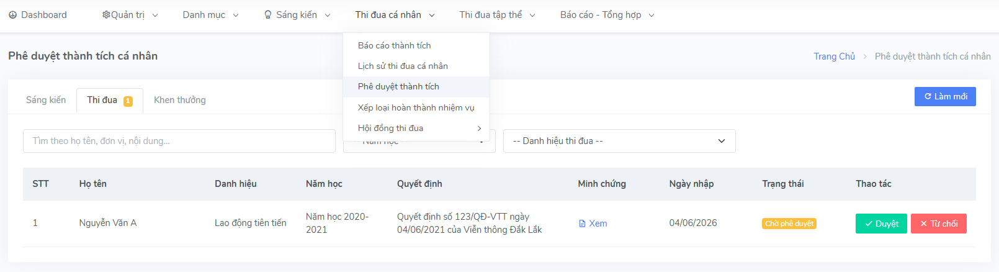 Dashboard Quản trị Danh mục Sáng kiến Thi đua cá nhân Thi đua tập thể Báo cáo - Tổng hợp
Báo cáo thành tích
Lịch sử thi đua cá nhân
Phê duyệt thành tích
Xếp loại hoàn thành nhiệm vụ
Hội đồng thi đua
Phê duyệt thành tích cá nhân
Trang Chủ Phê duyệt thành tích cá nhân
Sáng kiến Thi đua 1 Khen thưởng
Làm mới
Tìm theo họ tên, đơn vị, nội dung... -- Năm học -- -- Danh hiệu thi đua --
STT Họ tên Danh hiệu Năm học Quyết định Minh chứng Ngày nhập Trạng thái Thao tác
1 Nguyễn Văn A Lao động tiên tiến Năm học 2020-
2021 Quyết định số 123/QĐ-VTT ngày
04/06/2021 của Viễn thông Đắk Lắk Xem 04/06/2026 Chờ phê duyệt Duyệt Từ chối